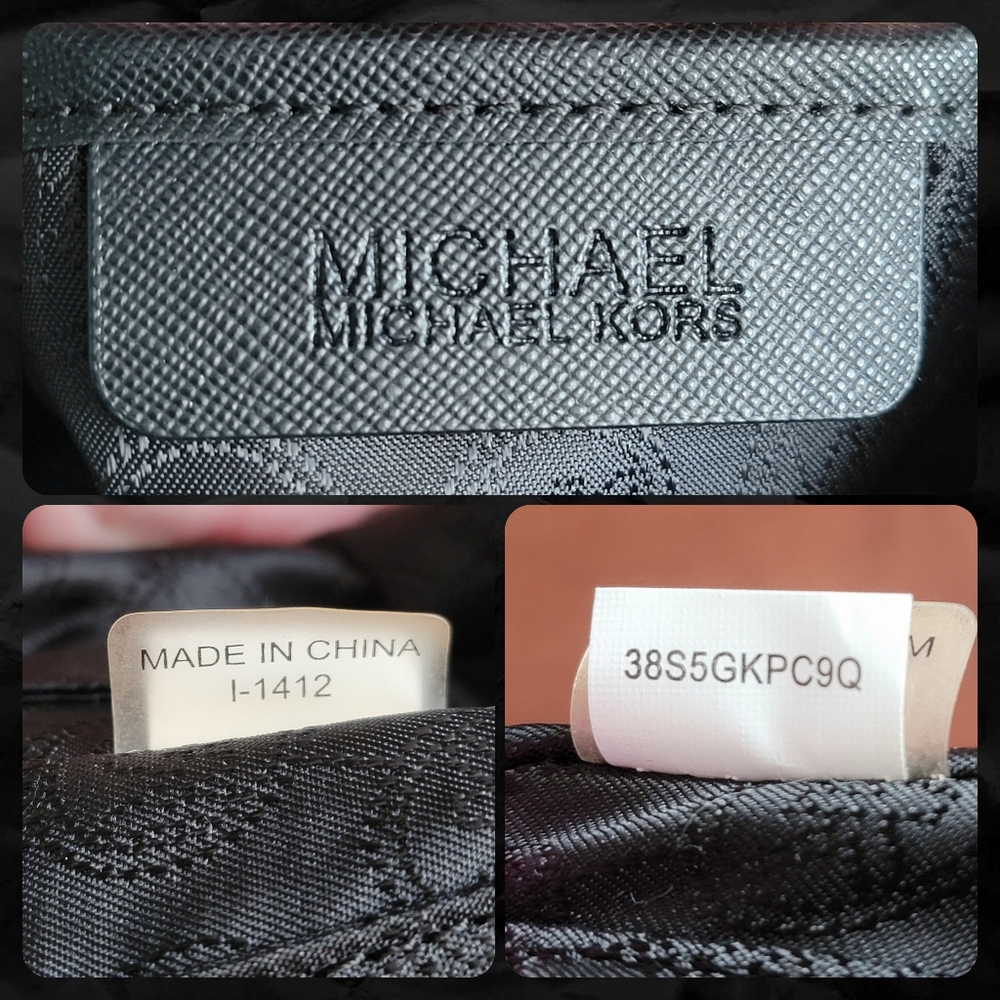 MICHAEL
MICHAEL KORS
MADE IN CHINA
I-1412
38S5GKPC9Q
M